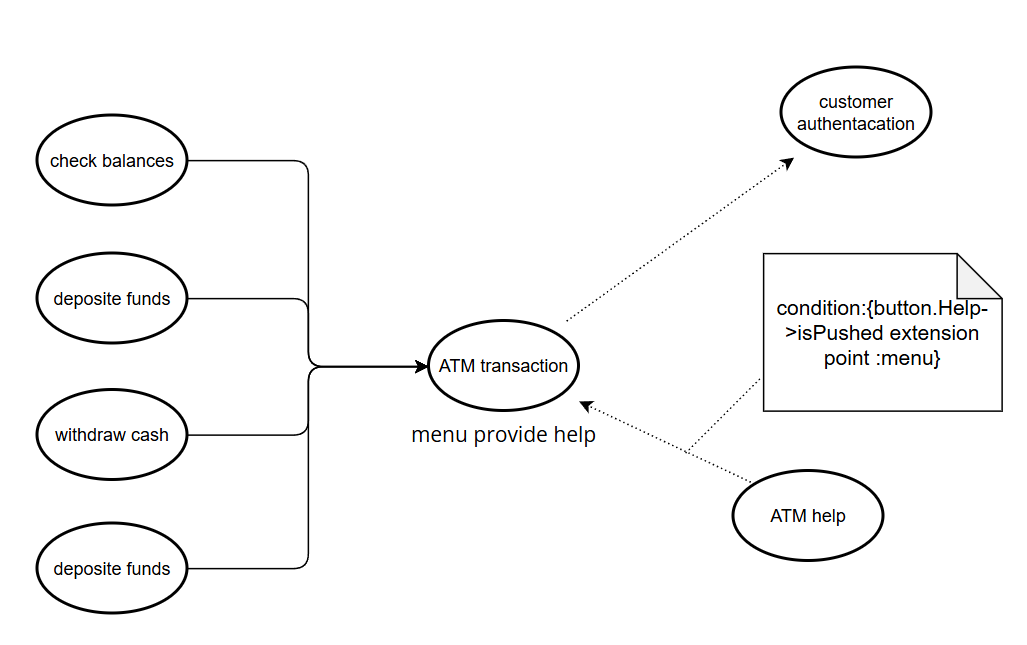 customer
authentacation
check balances
deposite funds
condition:{button.Help-
>isPushed extension
point :menu}
ATM transaction
menu provide help
withdraw cash
ATM help
deposite funds